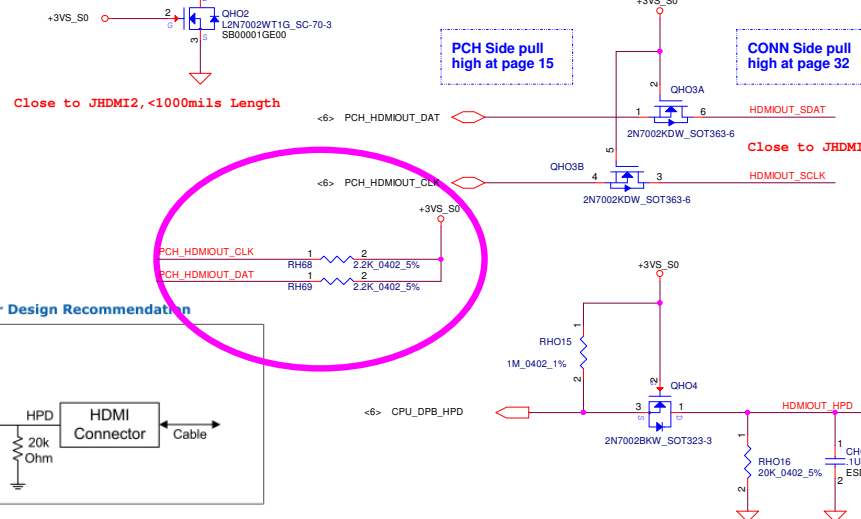 +3VS_S0
2
G
S
3
QHO2
L2N7002WT1G_SC-70-3
SB00001GE00
Close to JHDMI2,<1000mils Length
PCH Side pull
high at page 15
+3VS_S0
CONN Side pull
high at page 32
2
QHO3A
<6> PCH_HDMIOUT_DAT
1
6
HDMIOUT_SDAT
2N7002KDW_SOT363-6
5
Close to JHDMI
QHO3B
<6> PCH_HDMIOUT_CLK
4
3
HDMIOUT_SCLK
2N7002KDW_SOT363-6
+3VS_S0
PCH_HDMIOUT_CLK
1
2
RH68
2.2K_0402_5%
PCH_HDMIOUT_DAT
1
2
RH69
2.2K_0402_5%
r Design Recommendation
+3VS_S0
1
RHO15
1M_0402_1%
2
2
QHO4
<6> CPU_DPB_HPD
3
S
1
D
HDMIOUT_HPD
2N7002BKW_SOT323-3
HPD
HDMI
Connector
Cable
20k
Ohm
1
RHO16
20K_0402_5%
2
1
CH
.1U
ESD
2